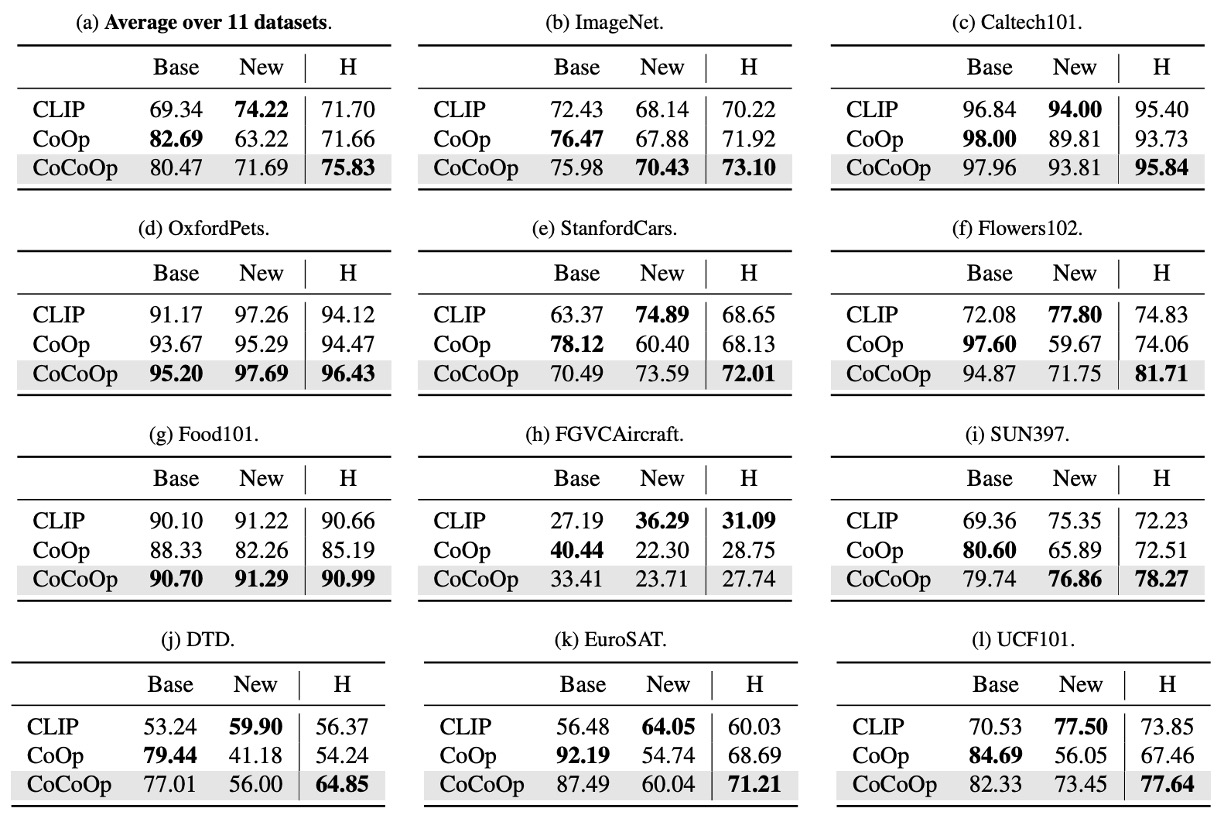 (a) Average over 11 datasets.
Base New H
CLIP 69.34 74.22 71.70
CoOp 82.69 63.22 71.66
CoCoOp 80.47 71.69 75.83
(b) ImageNet.
Base New H
CLIP 72.43 68.14 70.22
CoOp 76.47 67.88 71.92
CoCoOp 75.98 70.43 73.10
(c) Caltech101.
Base New H
CLIP 96.84 94.00 95.40
CoOp 98.00 89.81 93.73
CoCoOp 97.96 93.81 95.84
(d) OxfordPets.
Base New H
CLIP 91.17 97.26 94.12
CoOp 93.67 95.29 94.47
CoCoOp 95.20 97.69 96.43
(e) StanfordCars.
Base New H
CLIP 63.37 74.89 68.65
CoOp 78.12 60.40 68.13
CoCoOp 70.49 73.59 72.01
(f) Flowers102.
Base New H
CLIP 72.08 77.80 74.83
CoOp 97.60 59.67 74.06
CoCoOp 94.87 71.75 81.71
(g) Food101.
Base New H
CLIP 90.10 91.22 90.66
CoOp 88.33 82.26 85.19
CoCoOp 90.70 91.29 90.99
(h) FGVCAircraft.
Base New H
CLIP 27.19 36.29 31.09
CoOp 40.44 22.30 28.75
CoCoOp 33.41 23.71 27.74
(i) SUN397.
Base New H
CLIP 69.36 75.35 72.23
CoOp 80.60 65.89 72.51
CoCoOp 79.74 76.86 78.27
(j) DTD.
Base New H
CLIP 53.24 59.90 56.37
CoOp 79.44 41.18 54.24
CoCoOp 77.01 56.00 64.85
(k) EuroSAT.
Base New H
CLIP 56.48 64.05 60.03
CoOp 92.19 54.74 68.69
CoCoOp 87.49 60.04 71.21
(l) UCF101.
Base New H
CLIP 70.53 77.50 73.85
CoOp 84.69 56.05 67.46
CoCoOp 82.33 73.45 77.64